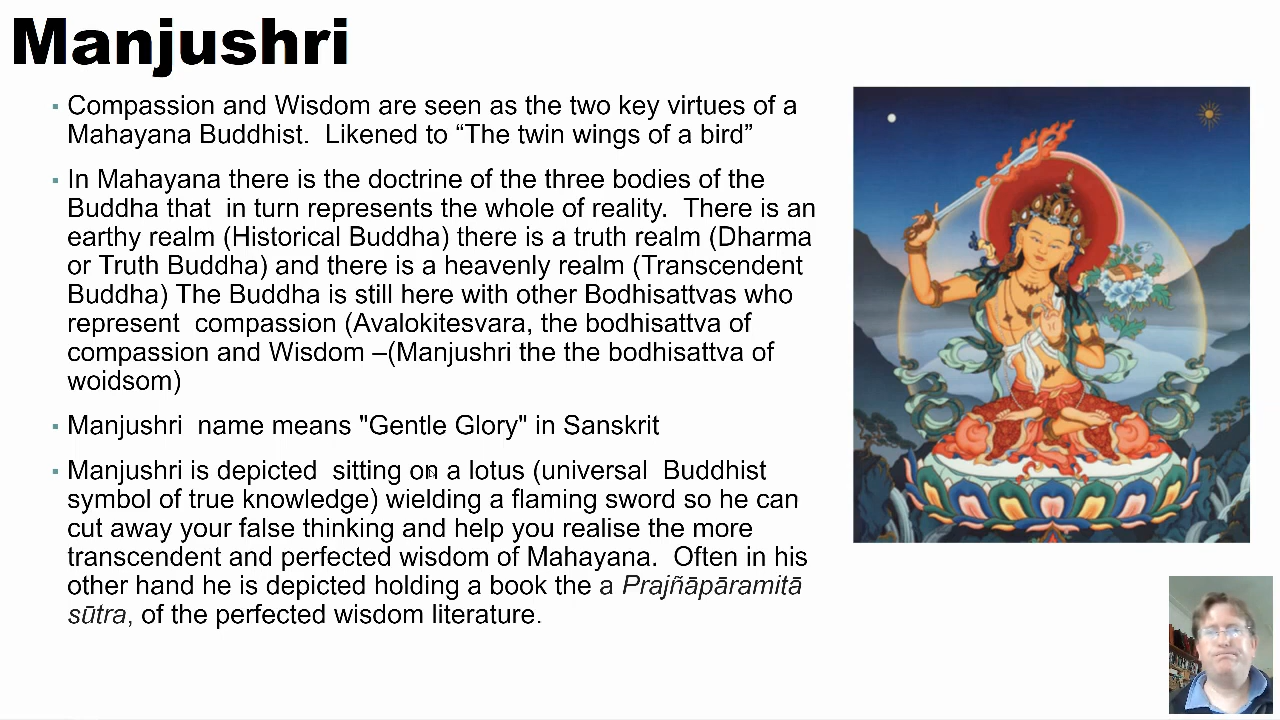 Manjushri
▪ Compassion and Wisdom are seen as the two key virtues of a
Mahayana Buddhist.  Likened to “The twin wings of a bird”
▪ In Mahayana there is the doctrine of the three bodies of the
Buddha that  in turn represents the whole of reality.  There is an
earthy realm (Historical Buddha) there is a truth realm (Dharma
or Truth Buddha) and there is a heavenly realm (Transcendent
Buddha) The Buddha is still here with other Bodhisattvas who
represent  compassion (Avalokitesvara, the bodhisattva of
compassion and Wisdom –(Manjushri the the bodhisattva of
woidsom)
▪ Manjushri  name means "Gentle Glory" in Sanskrit
▪ Manjushri is depicted  sitting on a lotus (universal  Buddhist
symbol of true knowledge) wielding a flaming sword so he can
cut away your false thinking and help you realise the more
transcendent and perfected wisdom of Mahayana.  Often in his
other hand he is depicted holding a book the a Prajñāpāramitā
sūtra, of the perfected wisdom literature.